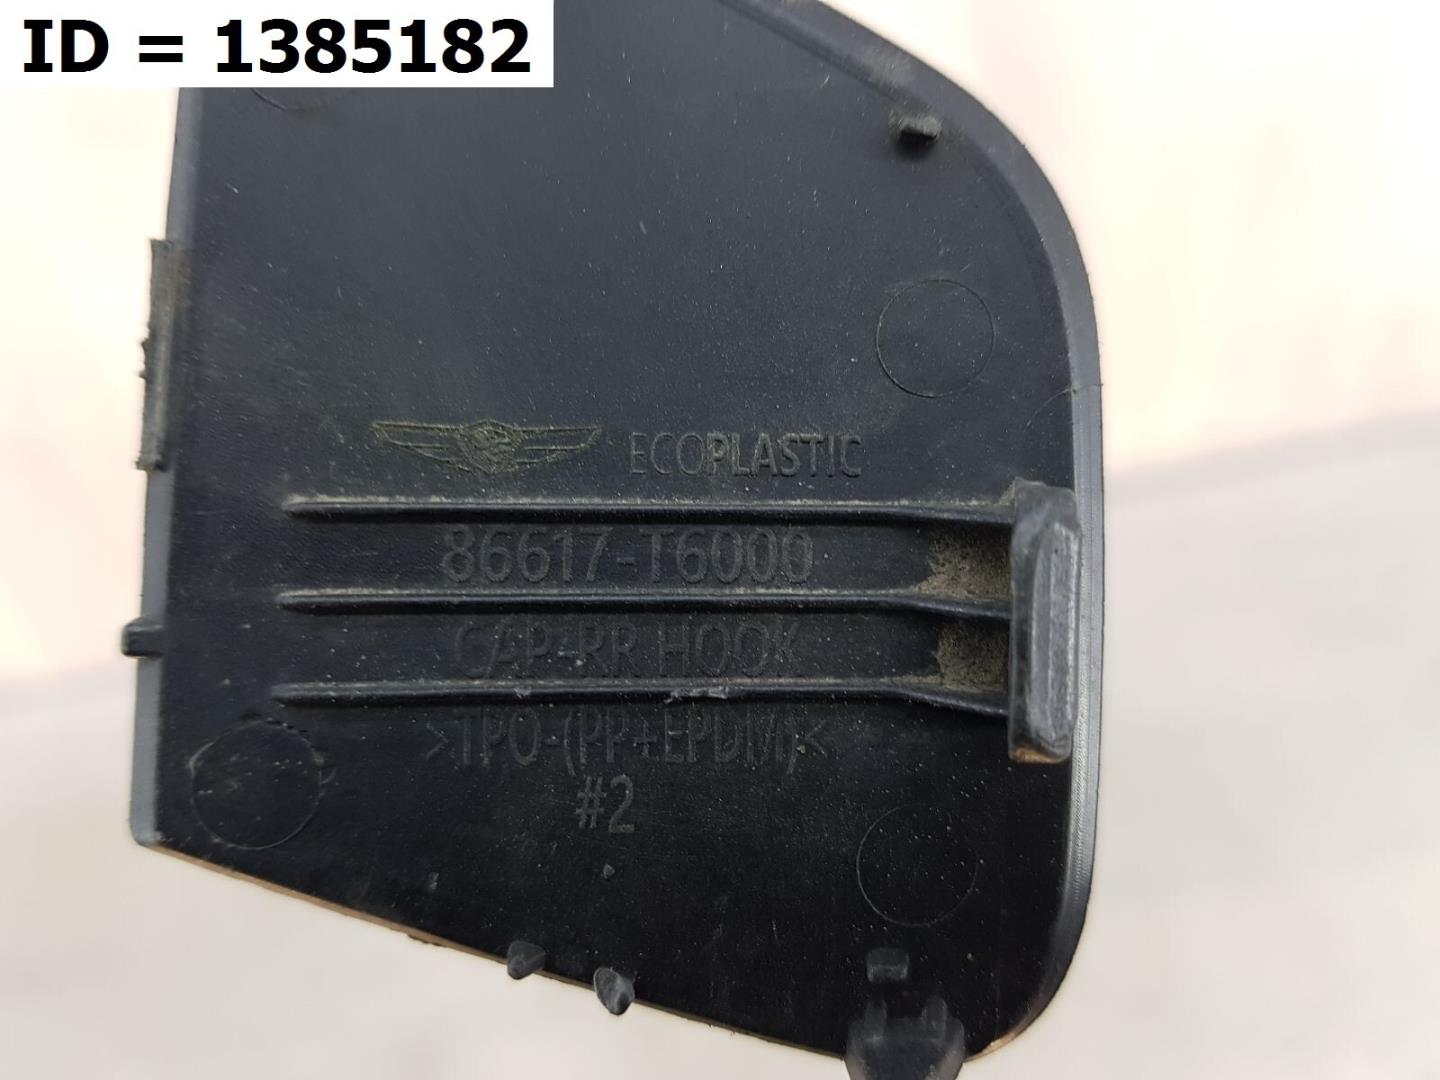 ID = 1385182
ECOPLASTIC
86617-T6000
CAP-RR HOOK
>TPO-(PP+EPDM)<
#2